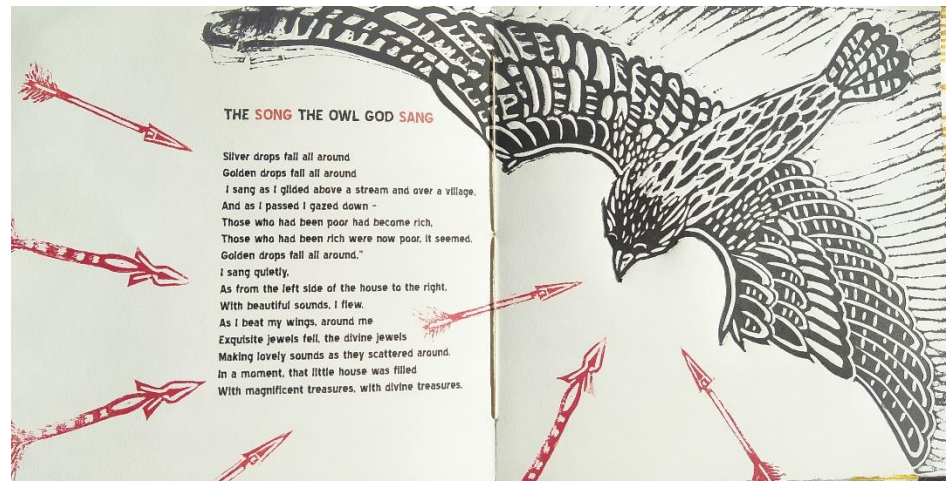 THE SONG THE OWL GOD SANG
Silver drops fall all around
Golden drops fall all around
I sang as I glided above a stream and over a village,
And as I passed I gazed down -
Those who had been poor had become rich,
Those who had been rich were now poor, it seemed.
Golden drops fall all around."
I sang quietly,
As from the left side of the house to the right,
With beautiful sounds, I flew.
As I beat my wings, around me
Exquisite jewels fell, the divine jewels
Making lovely sounds as they scattered around.
In a moment, that little house was filled
With magnificent treasures, with divine treasures.